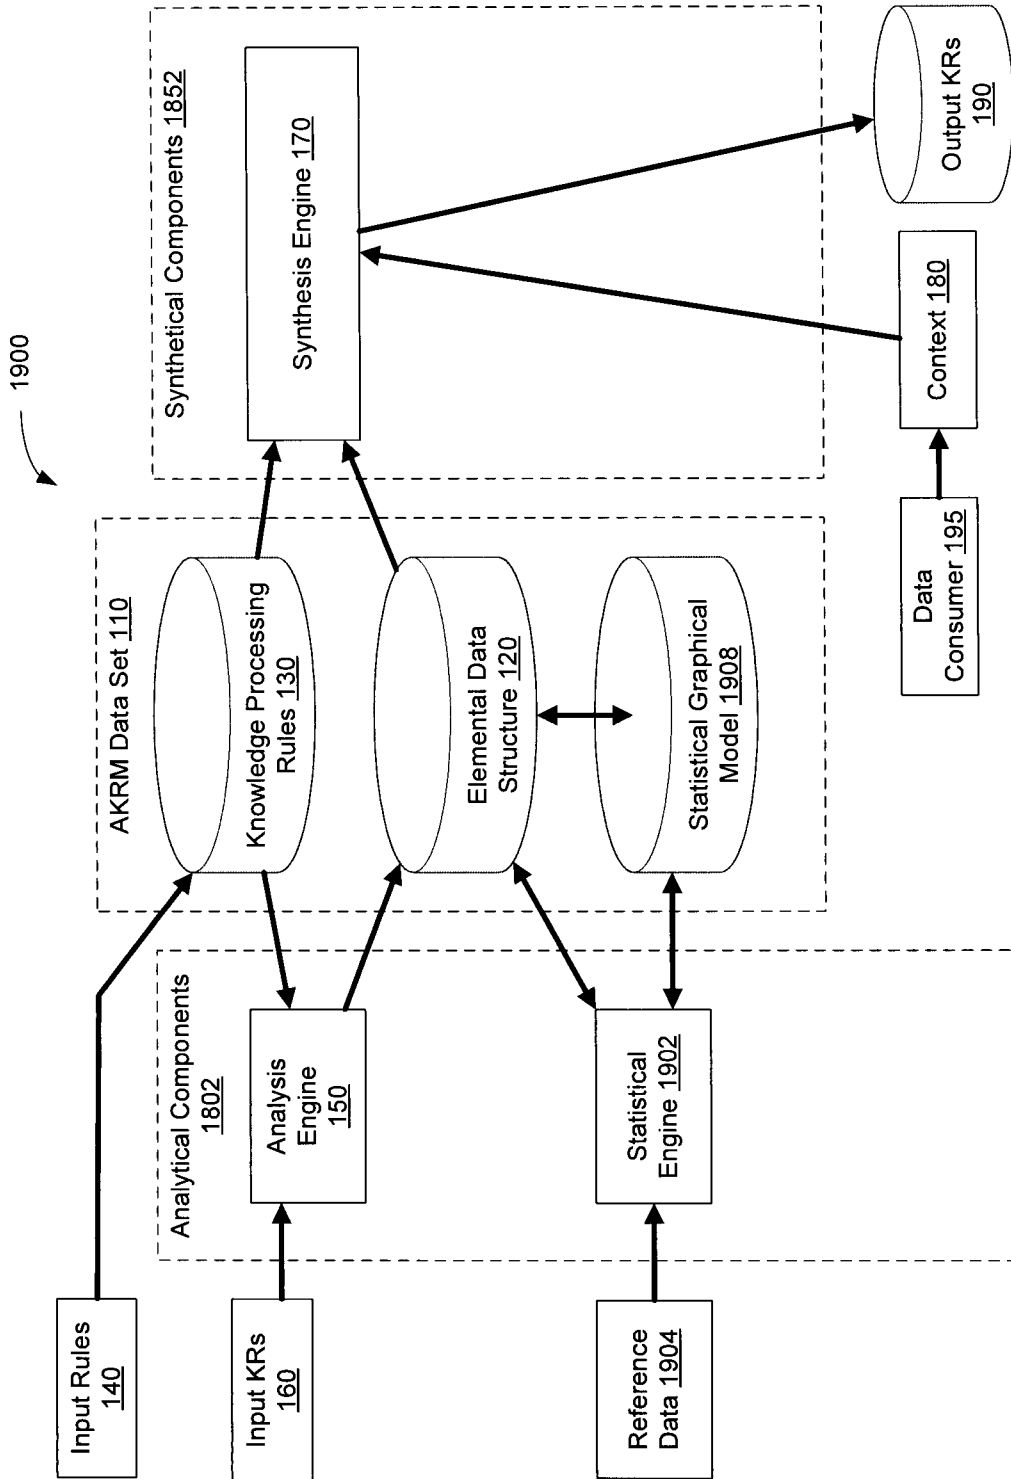 1900
Input Rules
140
Input KRs
160
Reference
Data 1904
Analytical Components
1802
Analysis
Engine
150
Statistical
Engine 1902
AKRM Data Set 110
Knowledge Processing
Rules 130
Elemental Data
Structure 120
Statistical Graphical
Model 1908
Synthetical Components 1852
Synthesis Engine 170
Data
Consumer 195
Context 180
Output KRs
190